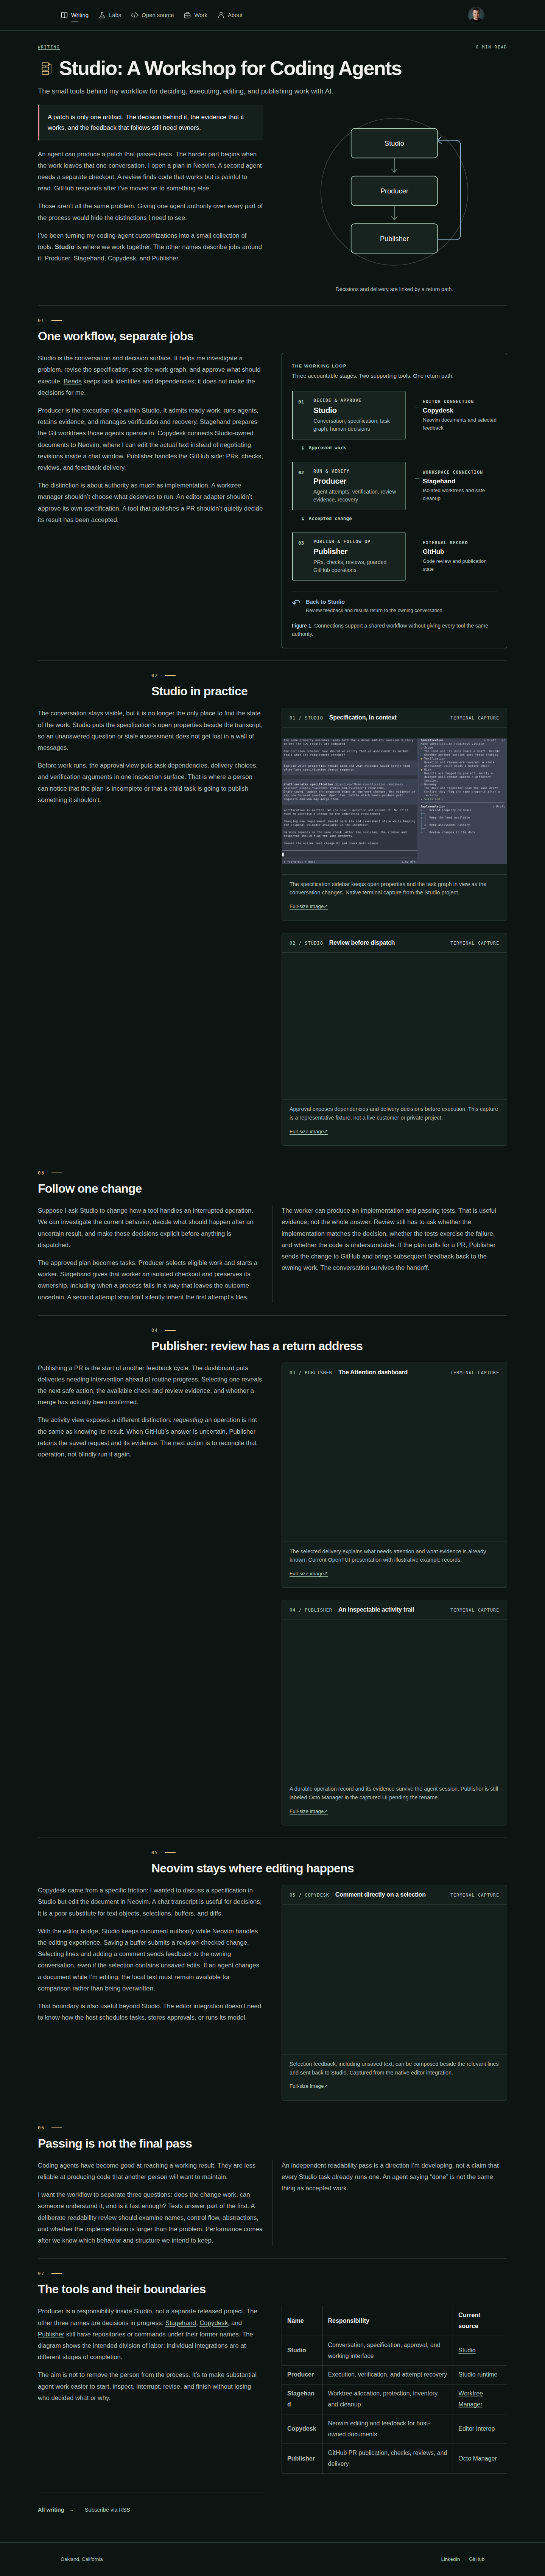 Writing
Labs
Open source
Work
About
WRITING
6 MIN READ
Studio: A Workshop for Coding Agents
The small tools behind my workflow for deciding, executing, editing, and publishing work with AI.
A patch is only one artifact. The decision behind it, the evidence that it
works, and the feedback that follows still need owners.
An agent can produce a patch that passes tests. The harder part begins when
the work leaves that one conversation. I open a plan in Neovim. A second agent
needs a separate checkout. A review finds code that works but is painful to
read. GitHub responds after I've moved on to something else.
Those aren't all the same problem. Giving one agent authority over every part of
the process would hide the distinctions I need to see.
I've been turning my coding-agent customizations into a small collection of
tools. Studio is where we work together. The other names describe jobs around
it: Producer, Stagehand, Copydesk, and Publisher.
Studio
Producer
Publisher
Decisions and delivery are linked by a return path.
01
One workflow, separate jobs
Studio is the conversation and decision surface. It helps me investigate a
problem, revise the specification, see the work graph, and approve what should
execute. Beads keeps task identities and dependencies; it does not make the
decisions for me.
Producer is the execution role within Studio. It admits ready work, runs agents,
retains evidence, and manages verification and recovery. Stagehand prepares
the Git worktrees those agents operate in. Copydesk connects Studio-owned
documents to Neovim, where I can edit the actual text instead of negotiating
revisions inside a chat window. Publisher handles the GitHub side: PRs, checks,
reviews, and delivery feedback.
The distinction is about authority as much as implementation. A worktree
manager shouldn't choose what deserves to run. An editor adapter shouldn't
approve its own specification. A tool that publishes a PR shouldn't quietly decide
its result has been accepted.
THE WORKING LOOP
Three accountable stages. Two supporting tools. One return path.
01
DECIDE & APPROVE
Studio
Conversation, specification, task
graph, human decisions
EDITOR CONNECTION
Copydesk
Neovim documents and selected
feedback
↓ Approved work
02
RUN & VERIFY
Producer
Agent attempts, verification, review
evidence, recovery
WORKSPACE CONNECTION
Stagehand
Isolated worktrees and safe
cleanup
↓ Accepted change
03
PUBLISH & FOLLOW UP
Publisher
PRs, checks, reviews, guarded
GitHub operations
EXTERNAL RECORD
GitHub
Code review and publication
state
Back to Studio
Review feedback and results return to the owning conversation.
Figure 1. Connections support a shared workflow without giving every tool the same
authority.
02
Studio in practice
The conversation stays visible, but it is no longer the only place to find the state
of the work. Studio puts the specification's open properties beside the transcript,
so an unanswered question or stale assessment does not get lost in a wall of
messages.
Before work runs, the approval view puts task dependencies, delivery choices,
and verification arguments in one inspectors surface. That is where a person
can notice that the plan is incomplete or that a child task is about to publish
something it shouldn't.
01 / STUDIO
Specification, in context
TERMINAL CAPTURE
The specification sidebar keeps open properties and the task graph in view as the
conversation changes. Native terminal capture from the Studio project.
Full-size image↗
02 / STUDIO
Review before dispatch
TERMINAL CAPTURE
Approval exposes dependencies and delivery decisions before execution. This capture
is a representative fixture, not a live customer or private project.
Full-size image↗
03
Follow one change
Suppose I ask Studio to change how a tool handles an interrupted operation.
We can investigate the current behavior, decide what should happen after an
uncertain result, and make those decisions explicit before anything is
dispatched.
The approved plan becomes tasks. Producer selects eligible work and starts a
worker. Stagehand gives that worker an isolated checkout and preserves its
ownership, including when a process fails in a way that leaves the outcome
uncertain. A second attempt shouldn't silently inherit the first attempt's files.
The worker can produce an implementation and passing tests. That is useful
evidence, not the whole answer. Review still has to ask whether the
implementation matches the decision, whether the tests exercise the failure,
and whether the code is understandable. If the plan calls for a PR, Publisher
sends the change to GitHub and brings subsequent feedback back to the
owning work. The conversation survives the handoff.
04
Publisher: review has a return address
Publishing a PR is the start of another feedback cycle. The dashboard puts
deliveries needing intervention ahead of routine progress. Selecting one reveals
the next safe action, the available check and review evidence, and whether a
merge has actually been confirmed.
The activity view exposes a different distinction: requesting an operation is not
the same as knowing its result. When GitHub's answer is uncertain, Publisher
retains the saved request and its evidence. The next action is to reconcile that
operation, not blindly run it again.
03 / PUBLISHER
The Attention dashboard
TERMINAL CAPTURE
The selected delivery explains what needs attention and what evidence is already
known. Current OpenTUI presentation with illustrative example records.
Full-size image↗
04 / PUBLISHER
An inspectable activity trail
TERMINAL CAPTURE
A durable operation record and its evidence survive the agent session. Publisher is still
labeled Octo Manager in the captured UI pending the rename.
Full-size image↗
05
Neovim stays where editing happens
Copydesk came from a specific friction: I wanted to discuss a specification in
Studio but edit the document in Neovim. A chat transcript is useful for decisions;
it is a poor substitute for text objects, selections, buffers, and diffs.
With the editor bridge, Studio keeps document authority while Neovim handles
the editing experience. Saving a buffer submits a revision-checked change.
Selecting lines and adding a comment sends feedback to the owning
conversation, even if the selection contains unsaved edits. If an agent changes
a document while I'm editing, the local text must remain available for
comparison rather than being overwritten.
That boundary is also useful beyond Studio. The editor integration doesn't need
to know how the host schedules tasks, stores approvals, or runs its model.
05 / COPYDESK
Comment directly on a selection
TERMINAL CAPTURE
Selection feedback, including unsaved text, can be composed beside the relevant lines
and sent back to Studio. Captured from the native editor integration.
Full-size image↗
06
Passing is not the final pass
Coding agents have become good at reaching a working result. They are less
reliable at producing code that another person will want to maintain.
I want the workflow to separate three questions: does the change work, can
someone understand it, and is it fast enough? Tests answer part of the first. A
deliberate readability review should examine names, control flow, abstractions,
and whether the implementation is larger than the problem. Performance comes
after we know which behavior and structure we intend to keep.
An independent readability pass is a direction I'm developing, not a claim that
every Studio task already runs one. An agent saying "done" is not the same
thing as accepted work.
07
The tools and their boundaries
Producer is a responsibility inside Studio, not a separate released project. The
other three names are decisions in progress: Stagehand, Copydesk, and
Publisher still have repositories or commands under their former names. The
diagram shows the intended division of labor; individual integrations are at
different stages of completion.
The aim is not to remove the person from the process. It's to make substantial
agent work easier to start, inspect, interrupt, revise, and finish without losing
who decided what or why.
Name
Responsibility
Current
source
Studio
Conversation, specification, approval, and
working interface
Studio
Producer
Execution, verification, and attempt recovery
Studio runtime
Stagehan
d
Worktree allocation, protection, inventory,
and cleanup
Worktree
Manager
Copydesk
Neovim editing and feedback for host-
owned documents
Editor Interop
Publisher
GitHub PR publication, checks, reviews, and
delivery
Octo Manager
All writing →
Subscribe via RSS
Oakland, California
LinkedIn
GitHub